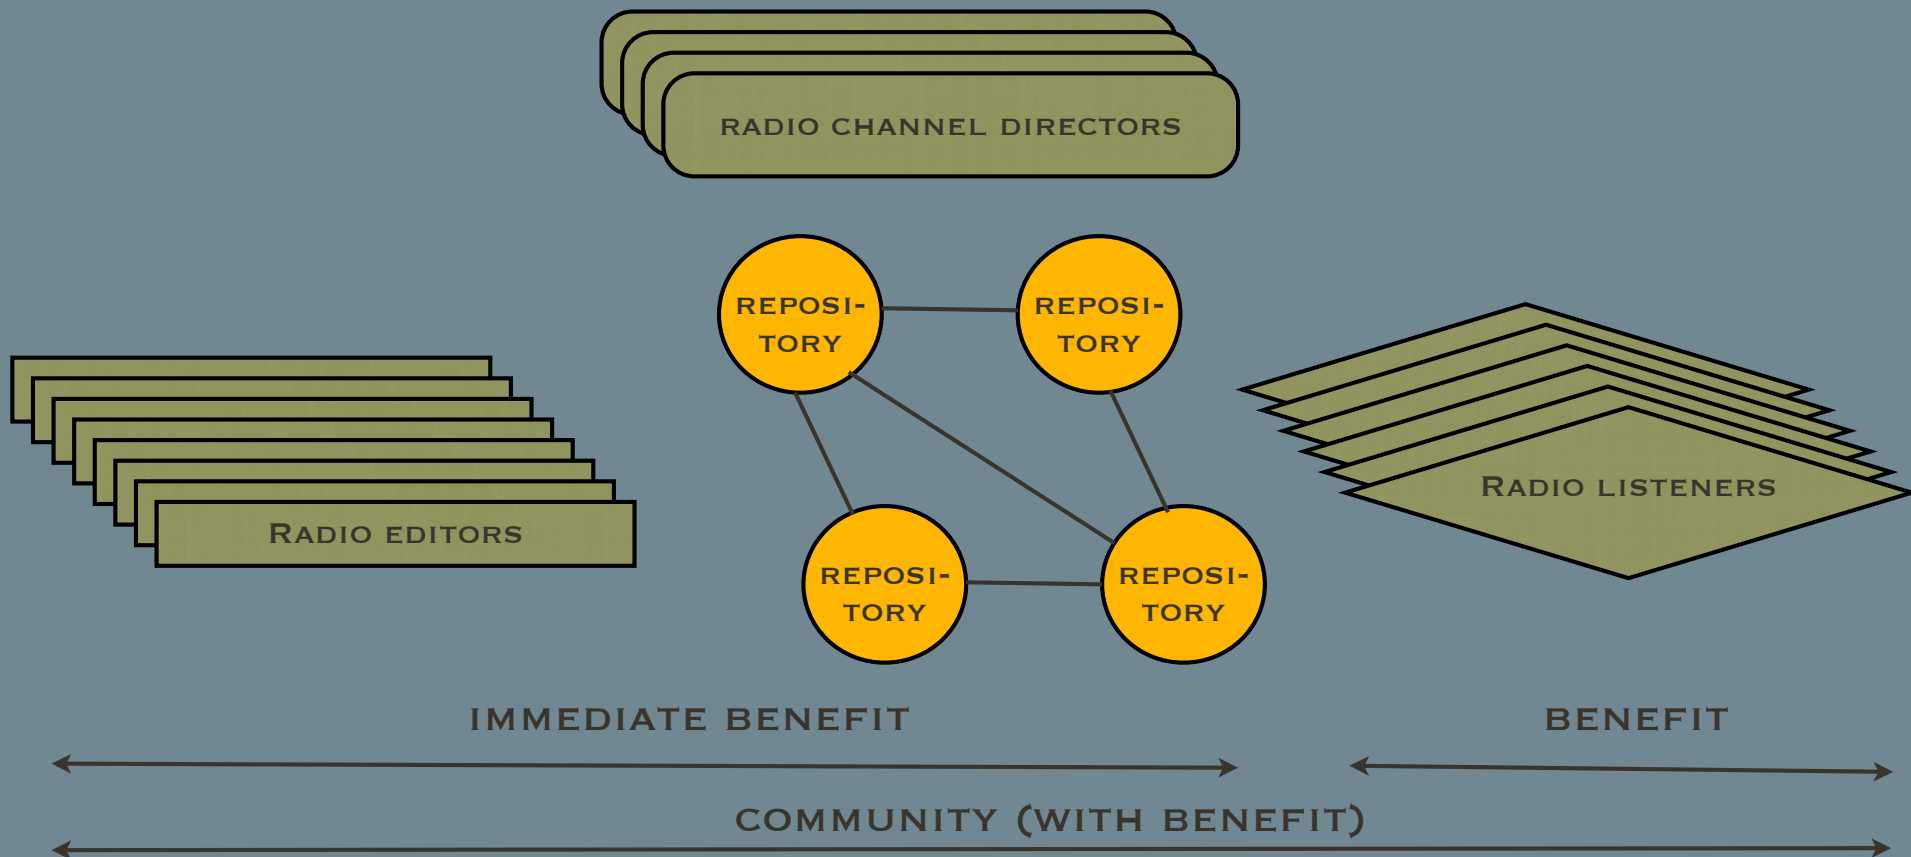 RADIO CHANNEL DIRECTORS
REPOSI-
TORY
REPOSI-
TORY
RADIO EDITORS
RADIO LISTENERS
REPOSI-
TORY
REPOSI-
TORY
IMMEDIATE BENEFIT
BENEFIT
COMMUNITY (WITH BENEFIT)